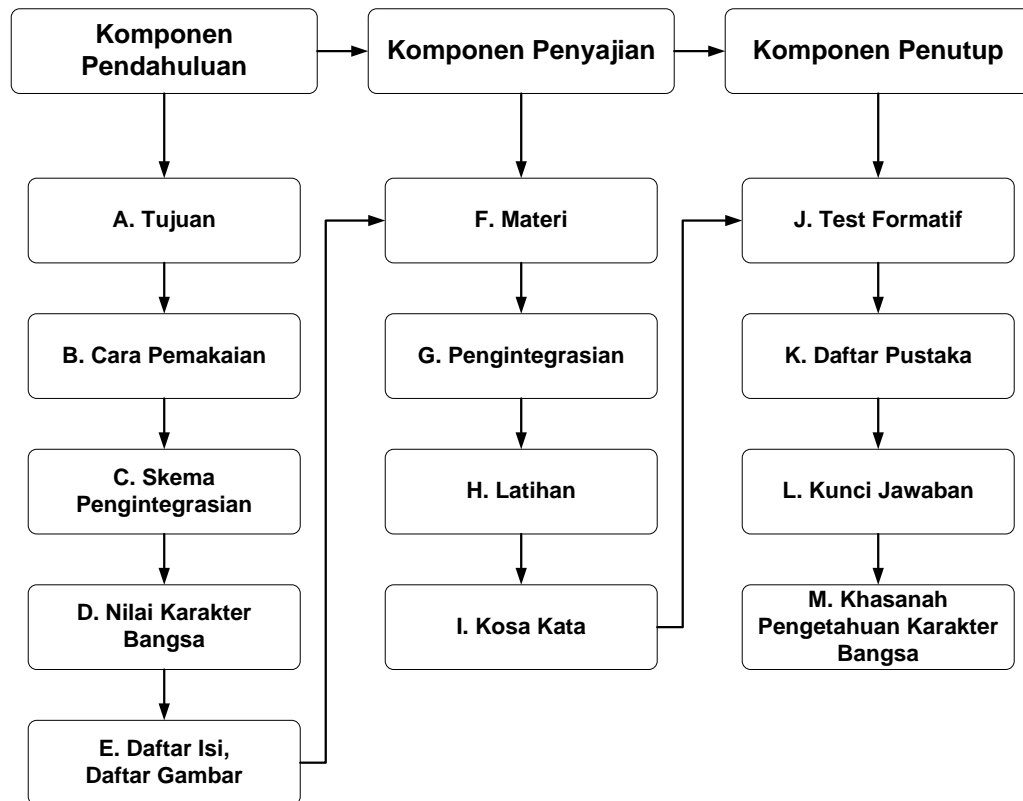 Komponen
Pendahuluan
Komponen Penyajian
Komponen Penutup
A. Tujuan
B. Cara Pemakaian
C. Skema
Pengintegrasian
D. Nilai Karakter
Bangsa
E. Daftar Isi,
Daftar Gambar
F. Materi
G. Pengintegrasian
H. Latihan
I. Kosa Kata
J. Test Formatif
K. Daftar Pustaka
L. Kunci Jawaban
M. Khasanah
Pengetahuan Karakter
Bangsa